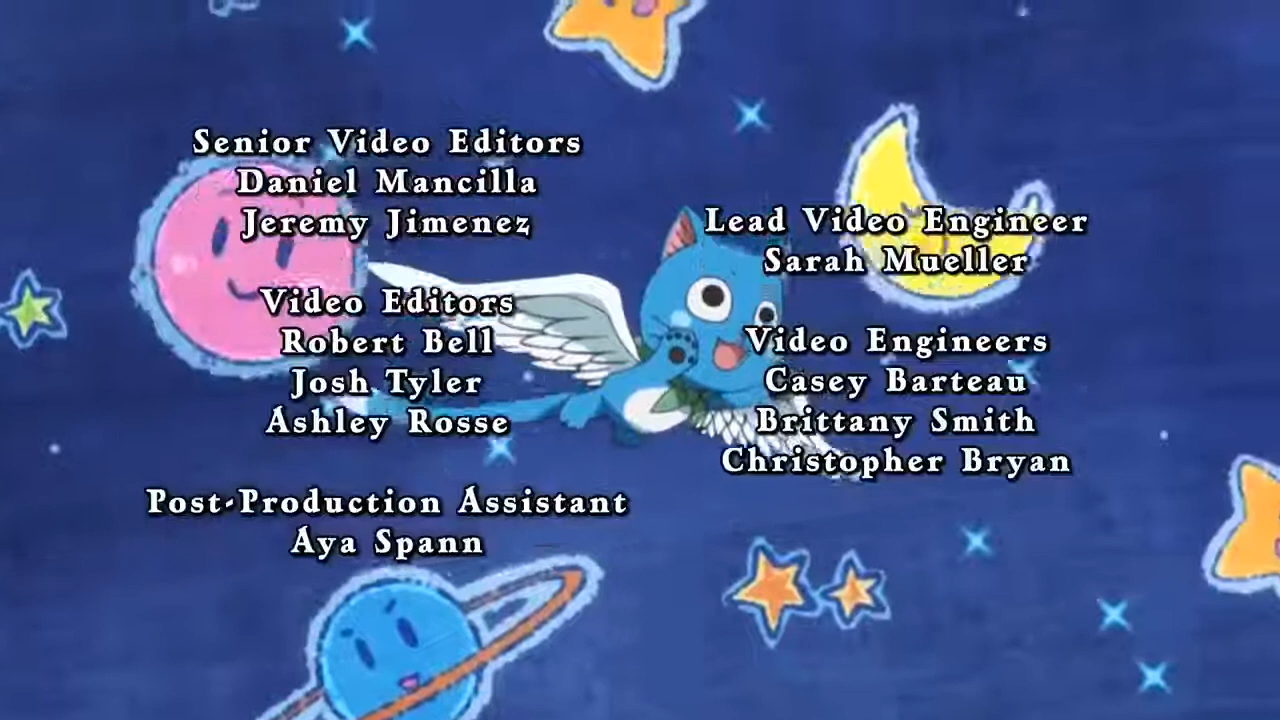 Senior Video Editors
Daniel Mancilla
Jeremy Jimenez
Video Editors
Robert Bell
Josh Tyler
Ashley Rosse
Post-Production Assistant
Aya Spann
Lead Video Engineer
Sarah Mueller
Video Engineers
Casey Barteau
Brittany Smith
Christopher Bryan